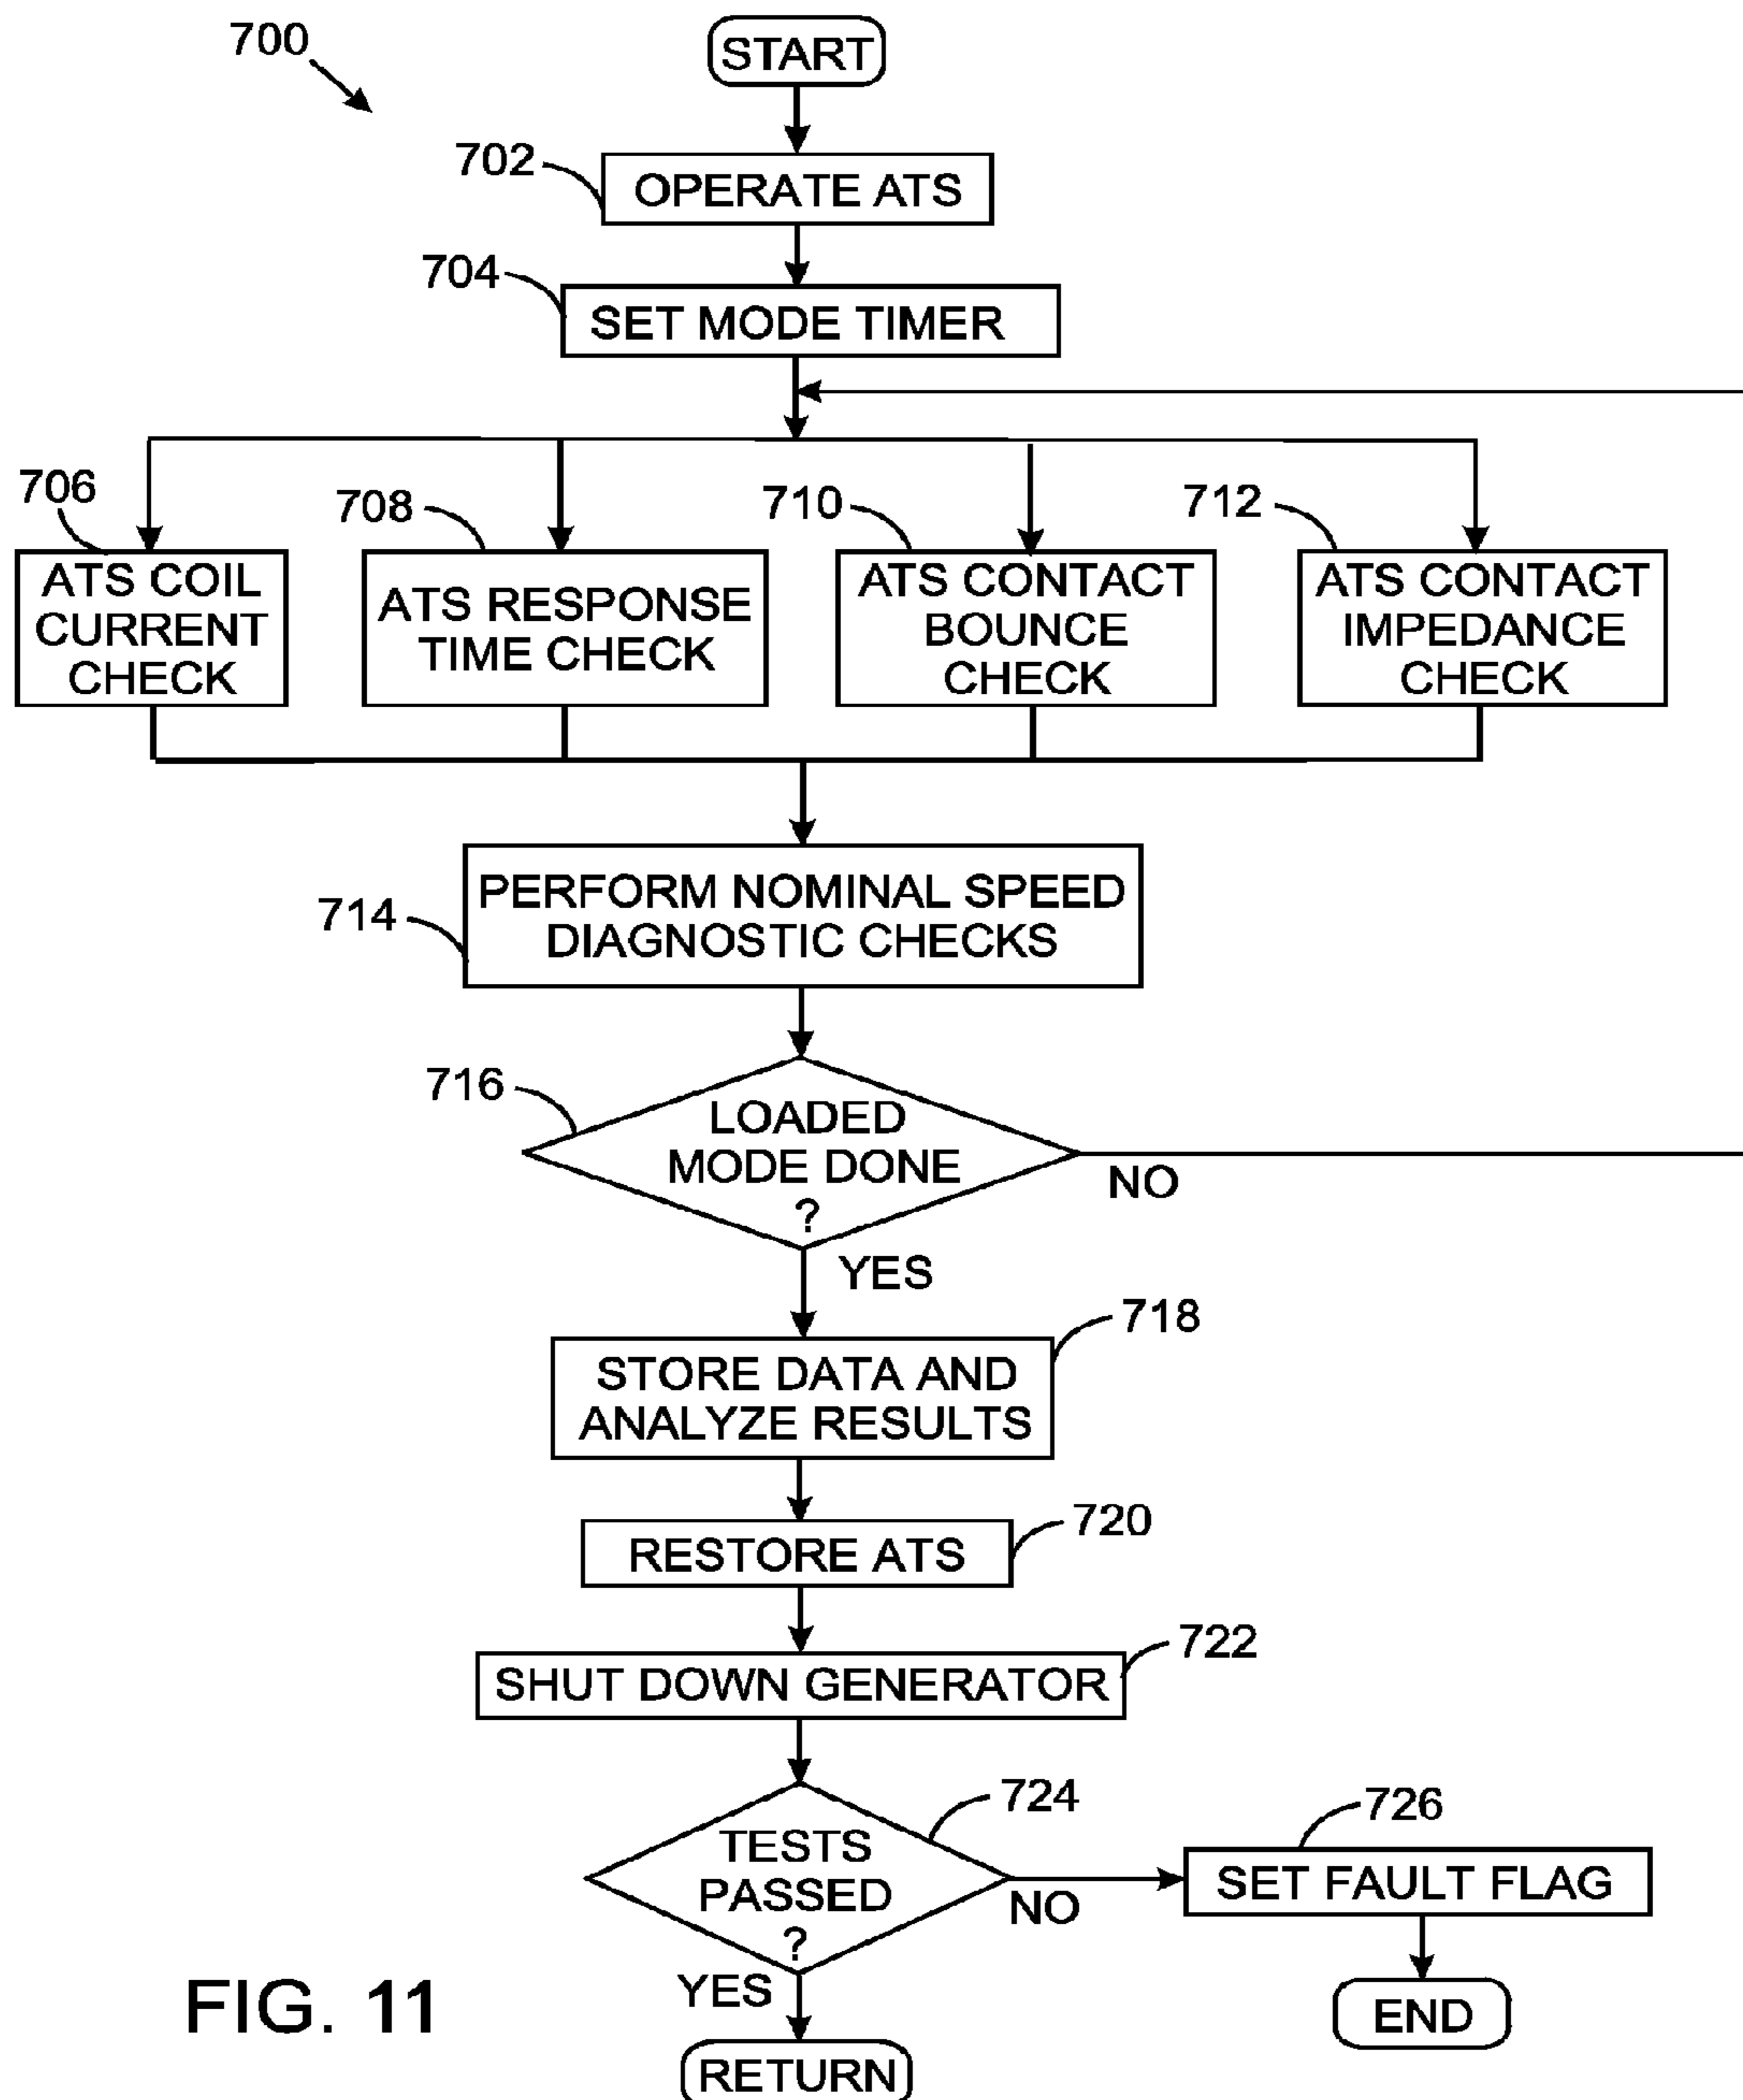 700
START
702
OPERATE ATS
704
SET MODE TIMER
706
708
710
712
ATS COIL
CURRENT
CHECK
ATS RESPONSE
TIME CHECK
ATS CONTACT
BOUNCE
CHECK
ATS CONTACT
IMPEDANCE
CHECK
714
PERFORM NOMINAL SPEED
DIAGNOSTIC CHECKS
716
LOADED
MODE DONE
?
NO
YES
718
STORE DATA AND
ANALYZE RESULTS
720
RESTORE ATS
722
SHUT DOWN GENERATOR
724
TESTS
PASSED
?
NO
726
SET FAULT FLAG
YES
END
RETURN
FIG. 11